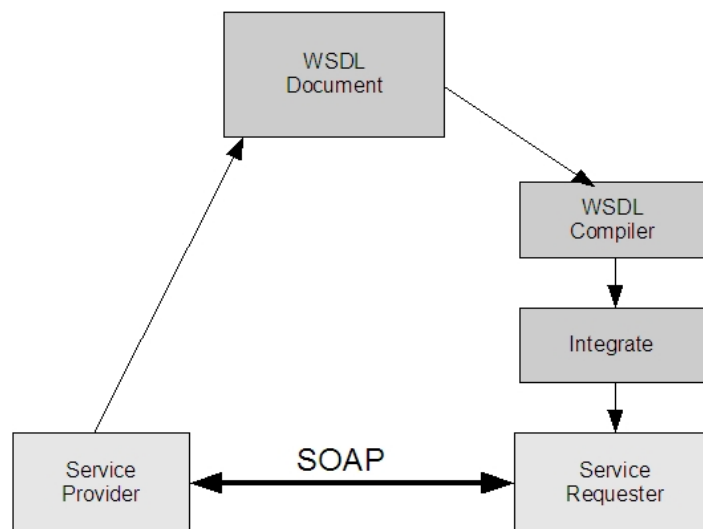 WSDL
Document
WSDL
Compiler
Integrate
SOAP
Service
Provider
Service
Requester